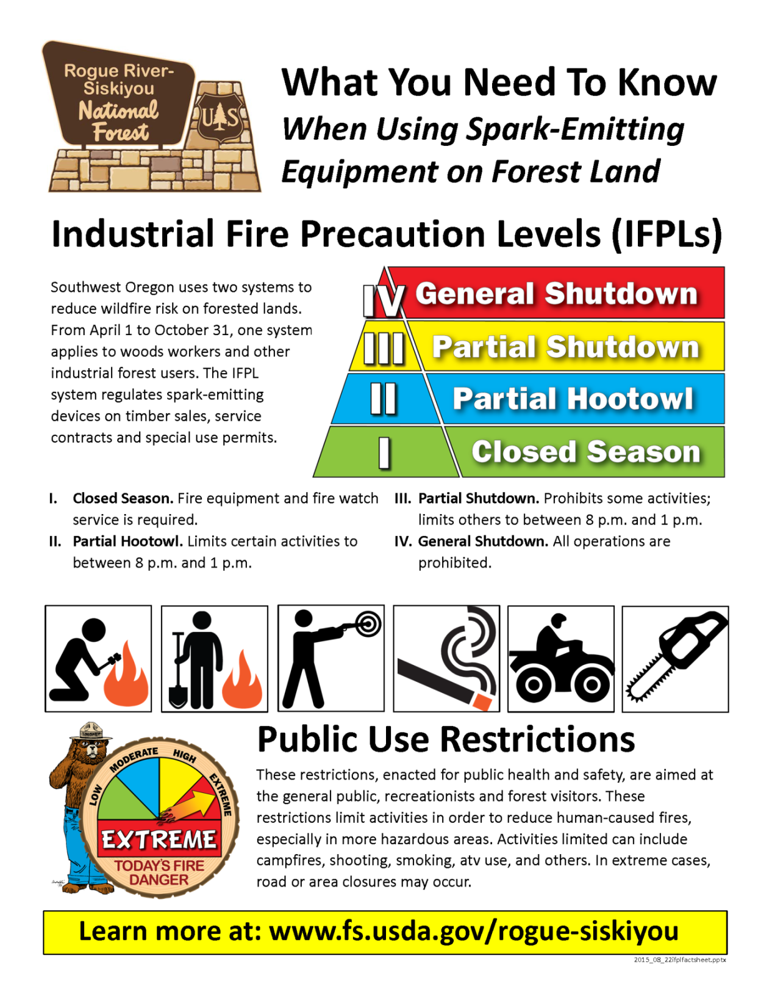 Rogue River-
Siskiyou
National
Forest
U S
What You Need To Know
When Using Spark-Emitting
Equipment on Forest Land
Industrial Fire Precaution Levels (IFPLs)
Southwest Oregon uses two systems to
reduce wildfire risk on forested lands.
From April 1 to October 31, one system
applies to woods workers and other
industrial forest users. The IFPL
system regulates spark-emitting
devices on timber sales, service
contracts and special use permits.
IV General Shutdown
III Partial Shutdown
II Partial Hootowl
I Closed Season
I. Closed Season. Fire equipment and fire watch
service is required.
II. Partial Hootowl. Limits certain activities to
between 8 p.m. and 1 p.m.
III. Partial Shutdown. Prohibits some activities;
limits others to between 8 p.m. and 1 p.m.
IV. General Shutdown. All operations are
prohibited.
SMOKEY
LOW
MODERATE
HIGH
EXTREME
EXTREME
TODAY'S FIRE
DANGER
Public Use Restrictions
These restrictions, enacted for public health and safety, are aimed at
the general public, recreationists and forest visitors. These
restrictions limit activities in order to reduce human-caused fires,
especially in more hazardous areas. Activities limited can include
campfires, shooting, smoking, atv use, and others. In extreme cases,
road or area closures may occur.
Learn more at: www.fs.usda.gov/rogue-siskiyou
2015_08_22ifplfactsheet.pptx